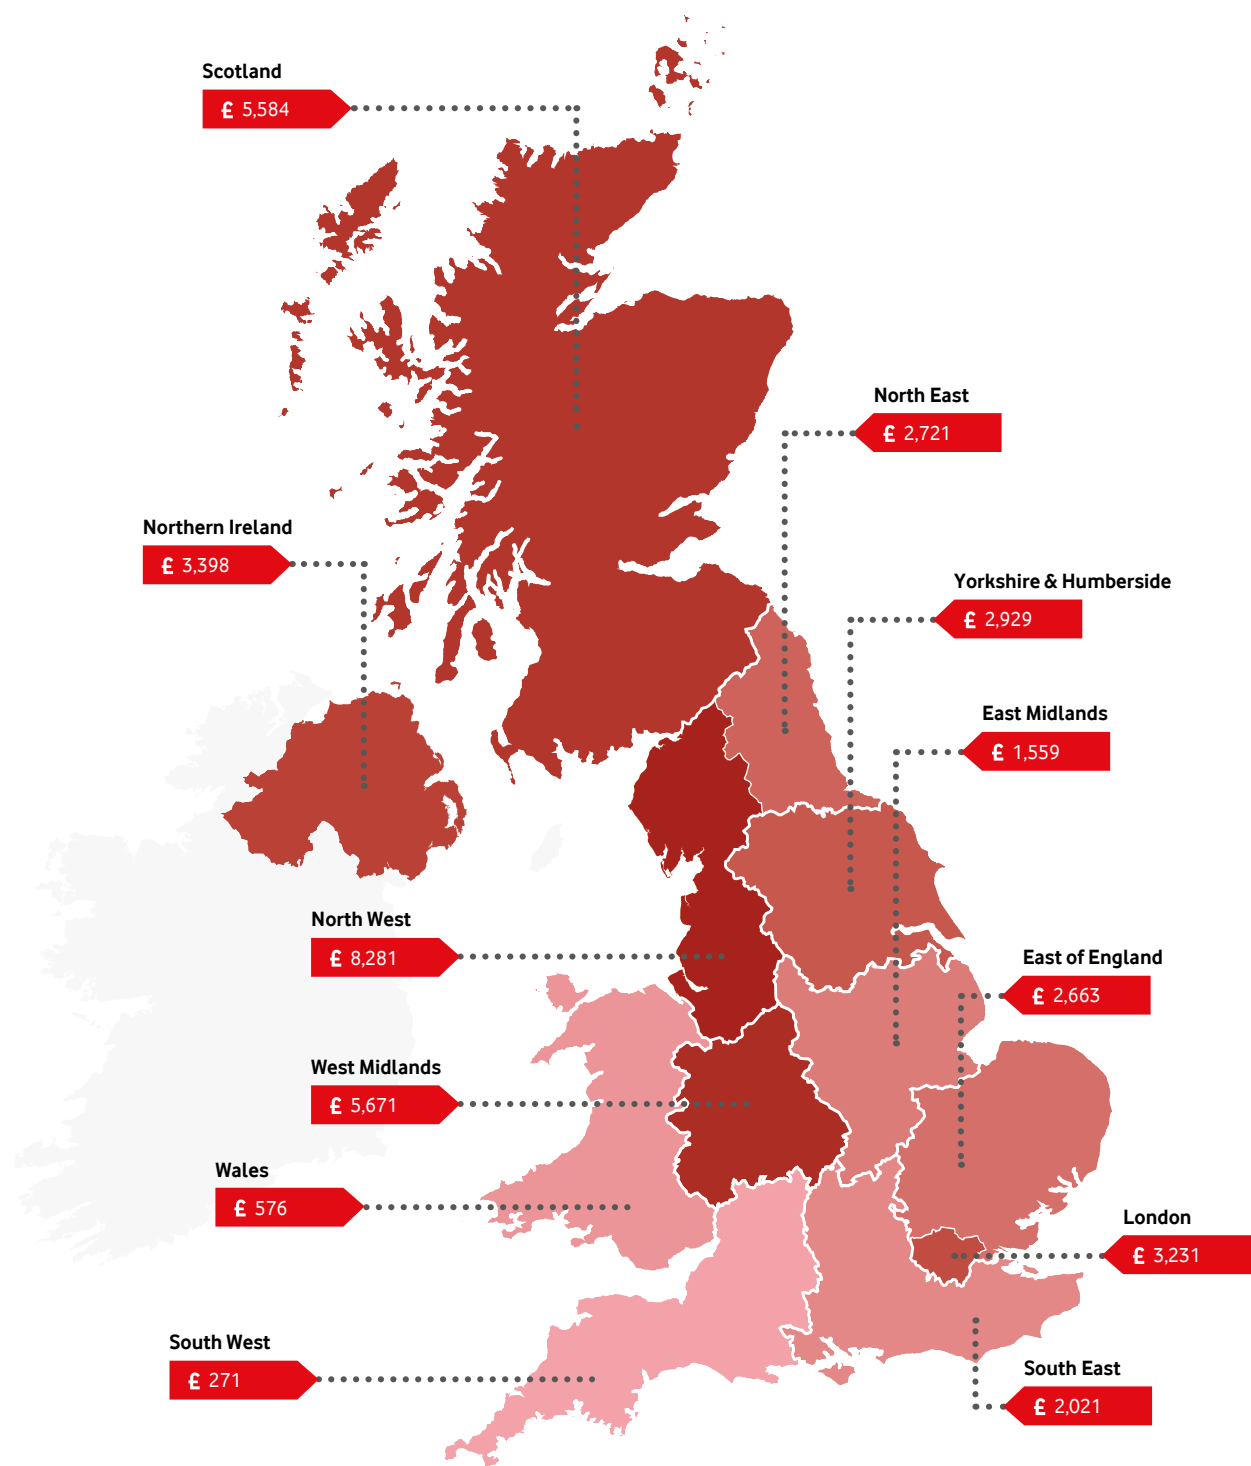 Scotland
£ 5,584
North East
£ 2,721
Northern Ireland
£ 3,398
Yorkshire & Humberside
£ 2,929
East Midlands
£ 1,559
North West
£ 8,281
East of England
£ 2,663
West Midlands
£ 5,671
Wales
£ 576
London
£ 3,231
South West
£ 271
South East
£ 2,021